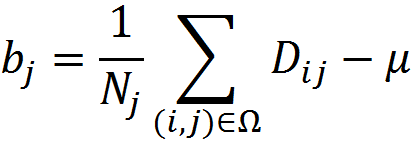 b_j = \frac{1}{N_j} \sum_{(i,j)\in\Omega} D_{ij} - \mu